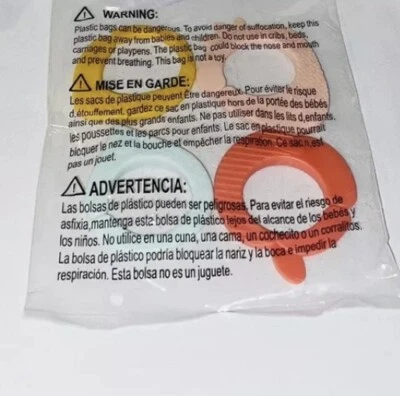 ⚠ WARNING:
Plastic bags can be dangerous. To avoid danger of suffocation, keep this
plastic bag away from babies and children. Do not use in cribs, beds,
carriages or playpens. The plastic bag could block the nose and mouth
and prevent breathing. This bag is not a toy.
⚠ MISE EN GARDE:
Les sacs de plastique peuvent Être dangereux. Pour éviter le risque
d,étouffement, gardez ce sac en plastique hors de la portée des bébés
ainsi que des plus grands enfants. Ne pas utiliser dans les lits d,enfants,
les poussettes et les parcs pour enfants. Le sac en plastique pourrait
bloquer le nez et la bouche et empêcher la respiration. Ce sac n,est
pas un jouet.
⚠ ADVERTENCIA:
Las bolsas de plástico pueden ser peligrosas. Para evitar el riesgo de
asfixia,mantenga este bolsa de plástico lejos del alcance de los bebés y
los niños. No utilice en una cuna, una cama, un cochecito o un corralitos.
La bolsa de plástico podría bloquear la nariz y la boca e impedir la
respiración. Esta bolsa no es un juguete.